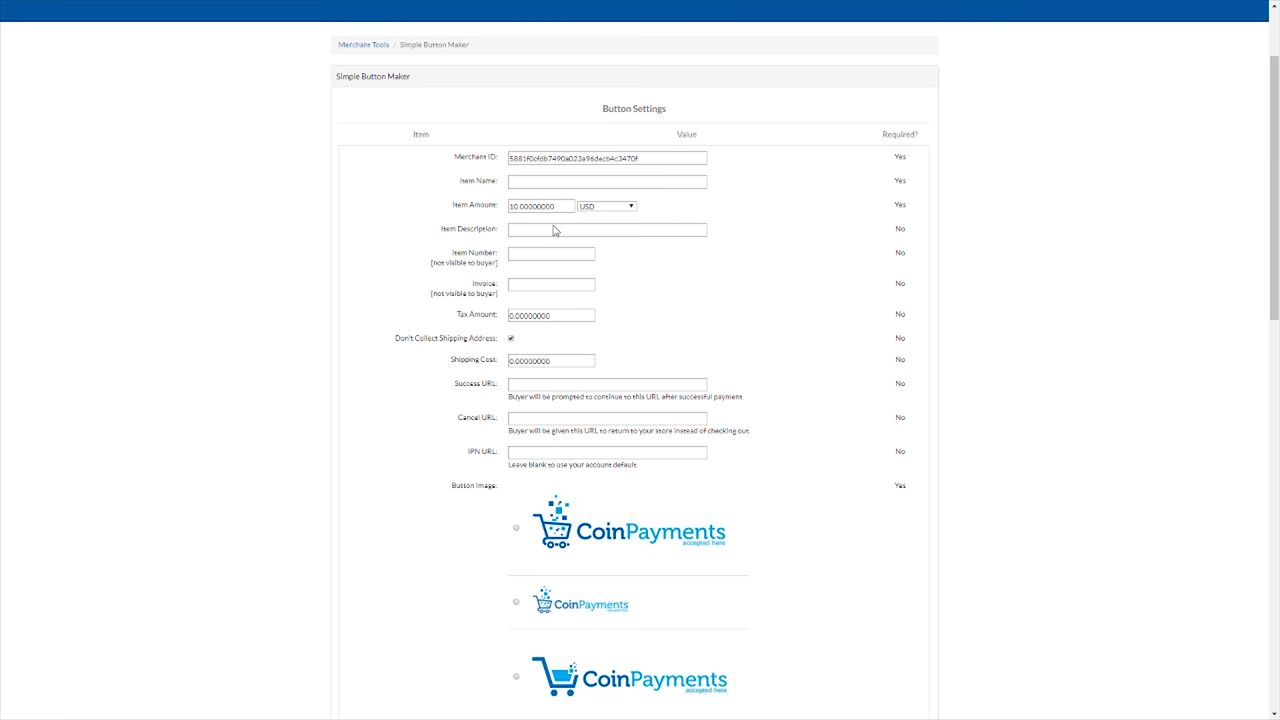 Merchant Tools / Simple Button Maker
Simple Button Maker
Button Settings
Item Value Required?
Merchant ID: 5881f0cfdb7490a023a96decb4c3470f Yes
Item Name: Yes
Item Amount: 10.00000000 USD Yes
Item Description: No
Item Number: No
[not visible to buyer]
Invoice: No
[not visible to buyer]
Tax Amount: 0.00000000 No
Don't Collect Shipping Address: No
Shipping Cost: 0.00000000 No
Success URL: No
Buyer will be prompted to continue to this URL after successful payment.
Cancel URL: No
Buyer will be given this URL to return to your store instead of checking out.
IPN URL: No
Leave blank to use your account default.
Button Image: Yes
CoinPayments
accepted here
CoinPayments
accepted here
CoinPayments
accepted here